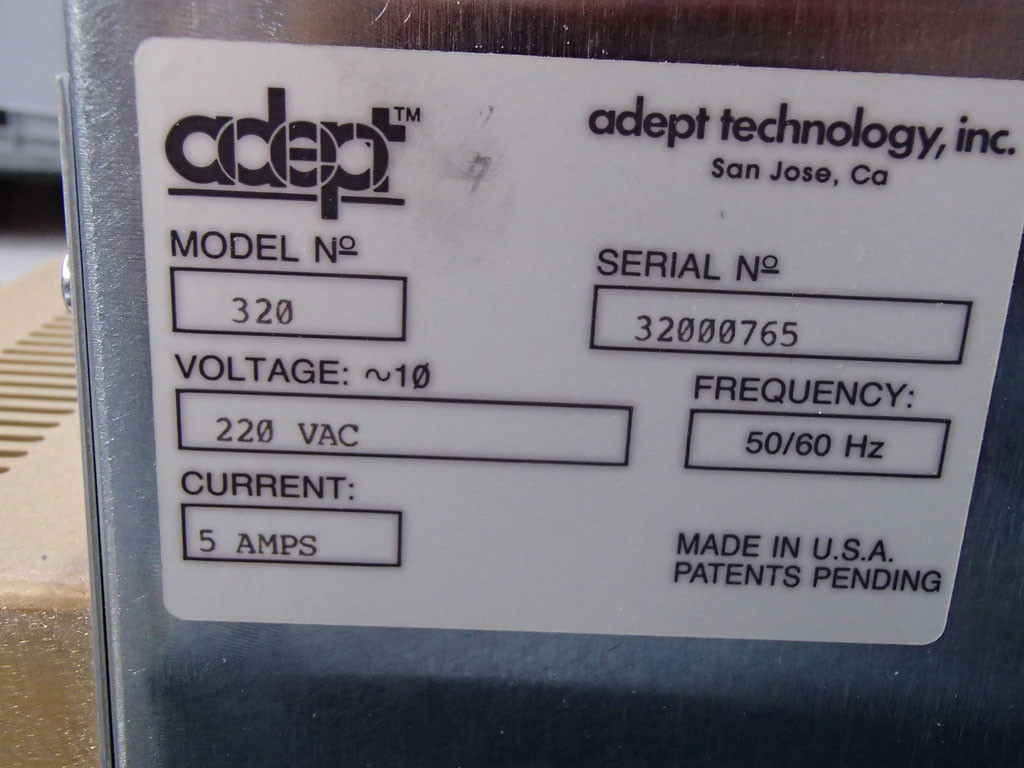 adept™
adept technology, inc.
San Jose, Ca
MODEL Nº
320
SERIAL Nº
32000765
VOLTAGE: ~1Ø
220 VAC
FREQUENCY:
50/60 Hz
CURRENT:
5 AMPS
MADE IN U.S.A.
PATENTS PENDING